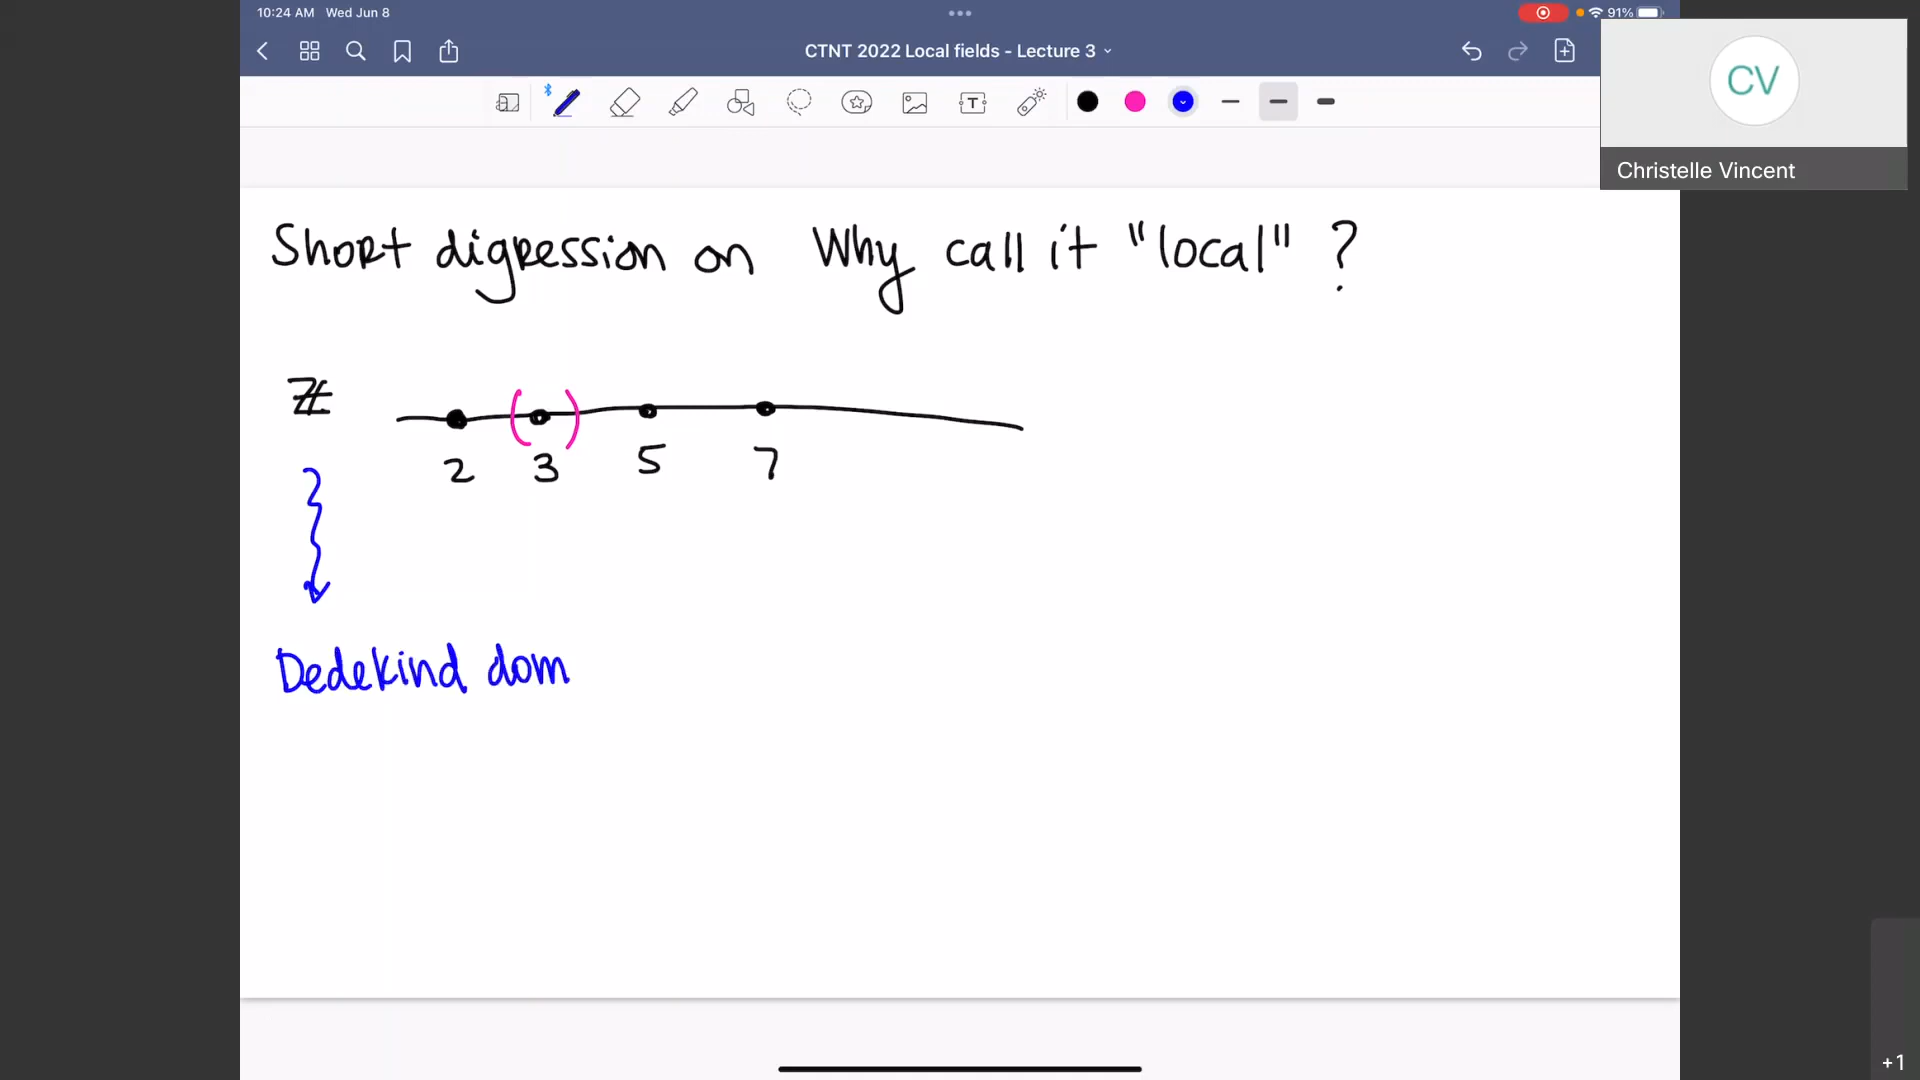 10:24 AM Wed Jun 8
91%
CTNT 2022 Local fields - Lecture 3
T
CV
Christelle Vincent
Short digression on Why call it "local" ?
ℤ
2 3 5 7
Dedekind dom
+1